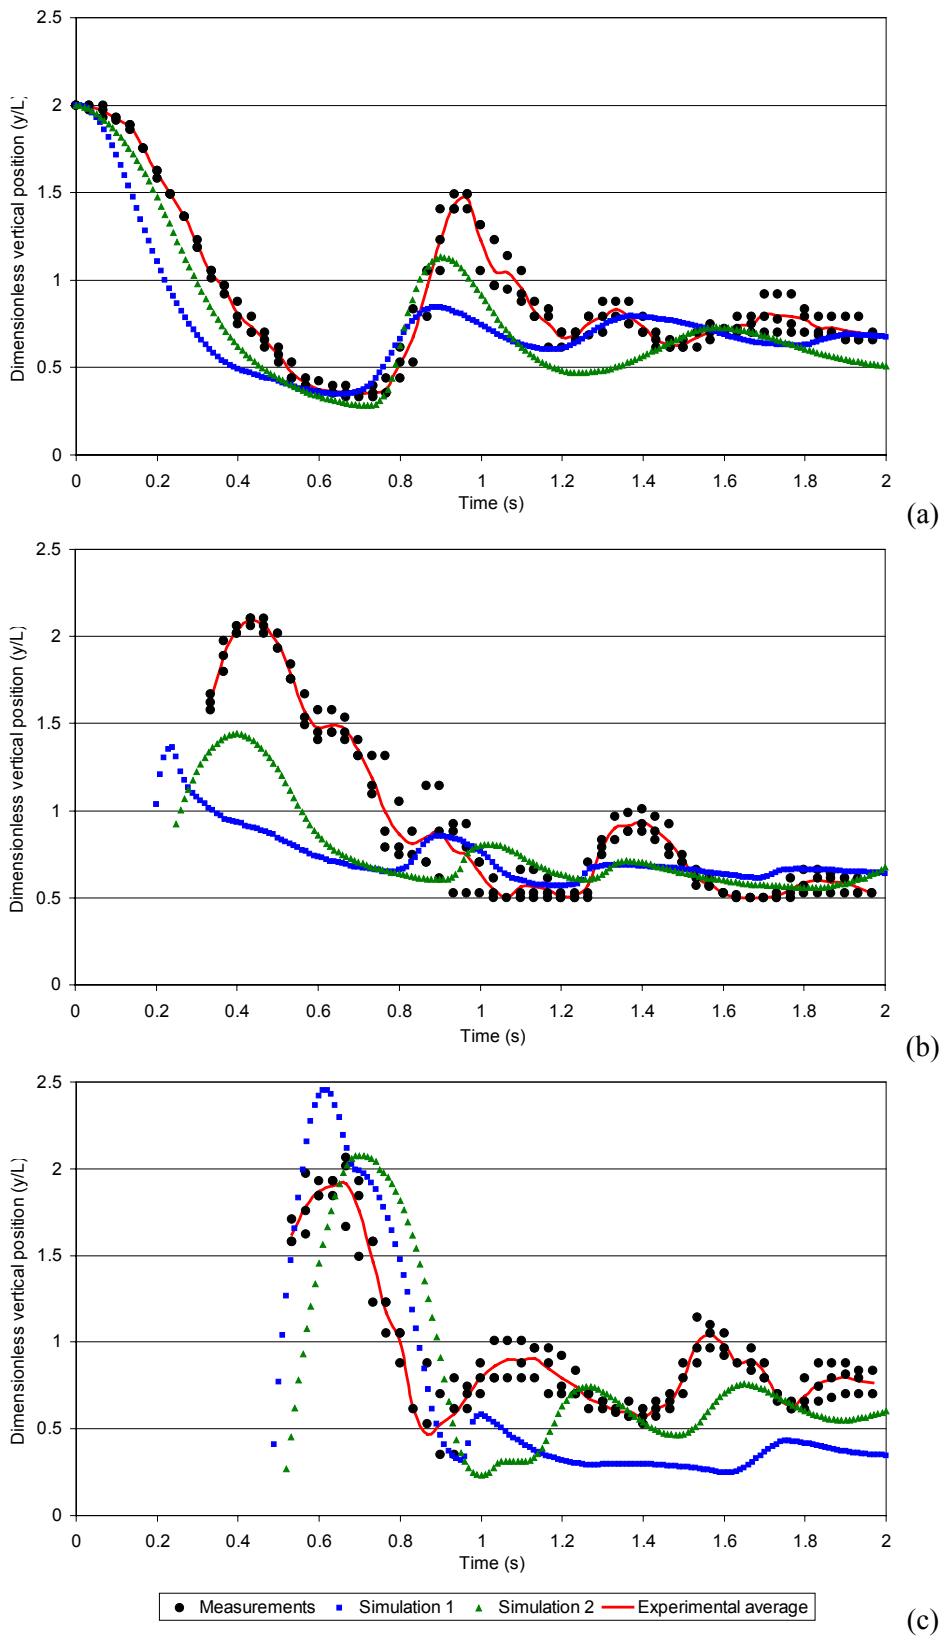 2.5
2
1.5
1
0.5
0
Dimensionless vertical position (y/L)
0 0.2 0.4 0.6 0.8 1 1.2 1.4 1.6 1.8 2
Time (s)
(a)
2.5
2
1.5
1
0.5
0
Dimensionless vertical position (y/L)
0 0.2 0.4 0.6 0.8 1 1.2 1.4 1.6 1.8 2
Time (s)
(b)
2.5
2
1.5
1
0.5
0
Dimensionless vertical position (y/L)
0 0.2 0.4 0.6 0.8 1 1.2 1.4 1.6 1.8 2
Time (s)
Measurements Simulation 1 Simulation 2 Experimental average
(c)